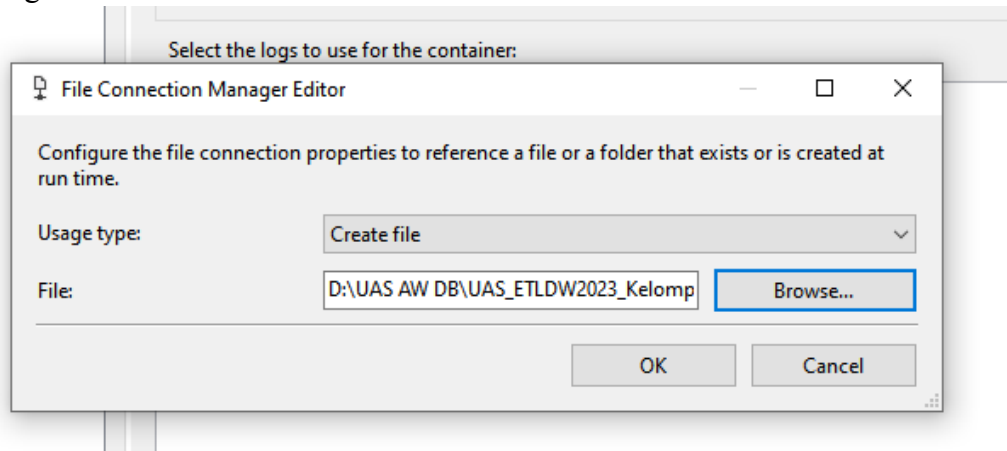 Select the logs to use for the container:
File Connection Manager Editor
Configure the file connection properties to reference a file or a folder that exists or is created at
run time.
Usage type:
Create file
File:
D:\UAS AW DB\UAS_ETLDW2023_Kelomp
Browse...
OK
Cancel